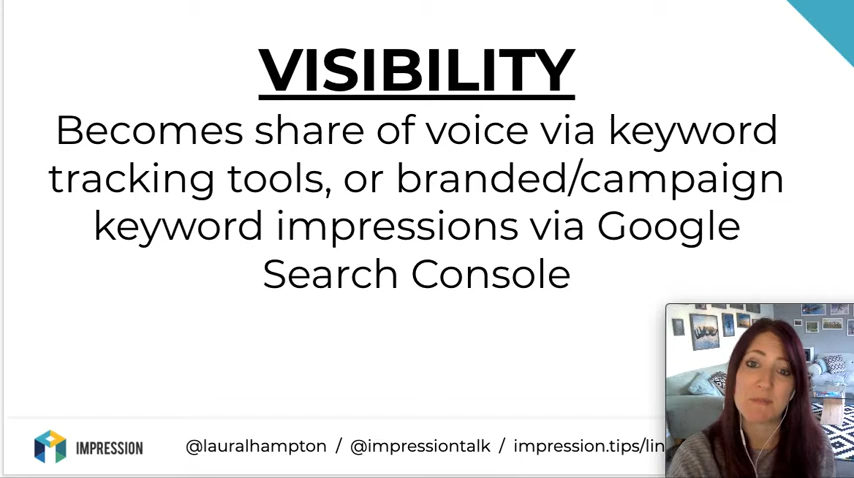 VISIBILITY
Becomes share of voice via keyword
tracking tools, or branded/campaign
keyword impressions via Google
Search Console
IMPRESSION
@lauralhampton / @impressiontalk / impression.tips/lin